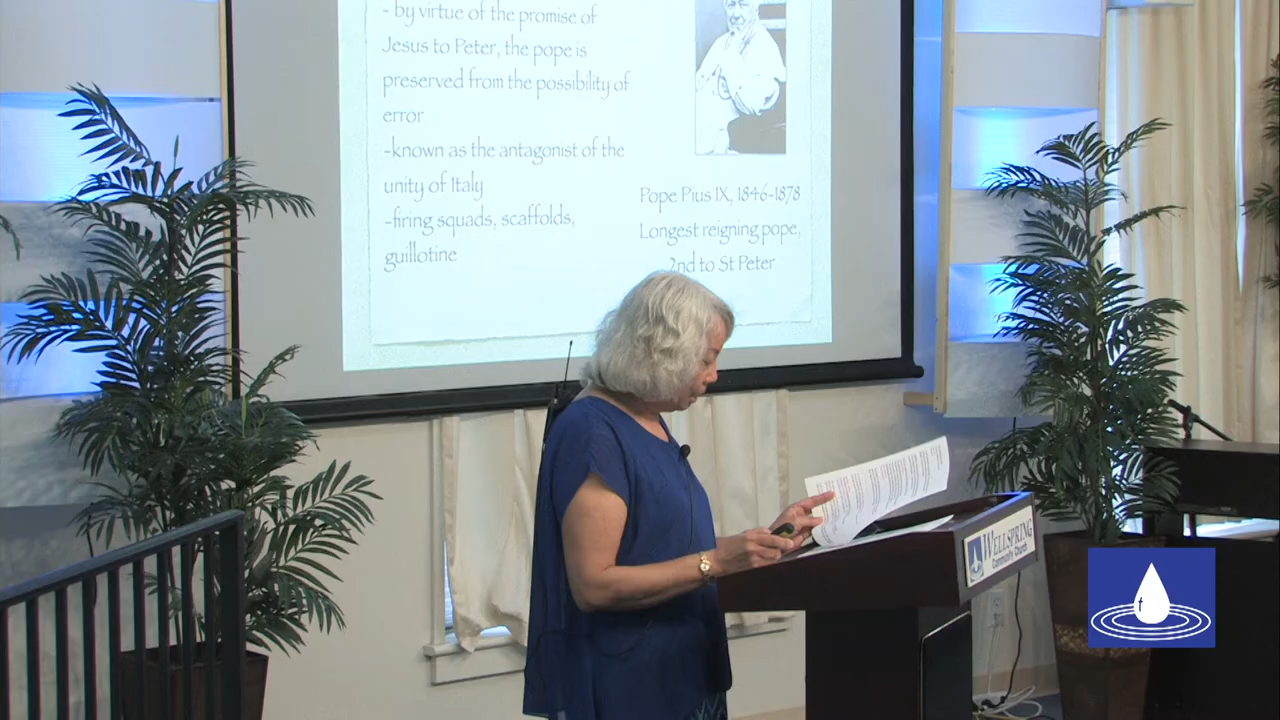 - by virtue of the promise of
Jesus to Peter, the pope is
preserved from the possibility of
error
-known as the antagonist of the
unity of Italy
-firing squads, scaffolds,
guillotine
Pope Pius IX, 1846-1878
Longest reigning pope,
2nd to St Peter
WELLSPRING
Community Church